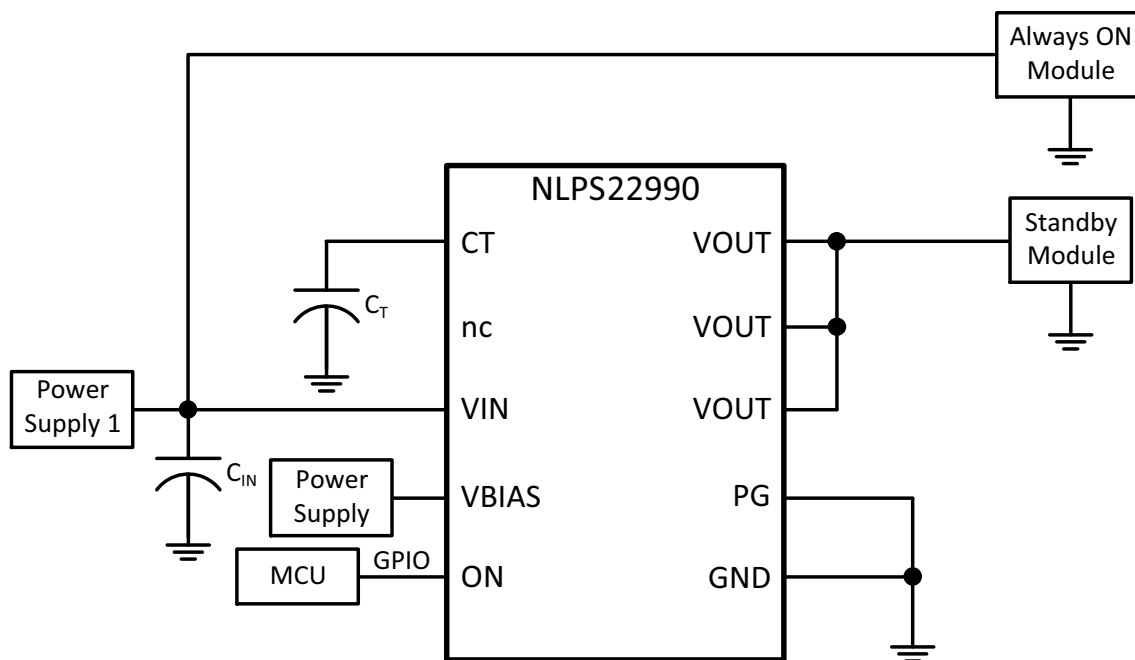 Always ON
Module
NLPS22990
CT
VOUT
Standby
Module
C_T
nc
VOUT
Power
Supply 1
VIN
VOUT
C_IN
Power
Supply
VBIAS
PG
MCU
GPIO
ON
GND